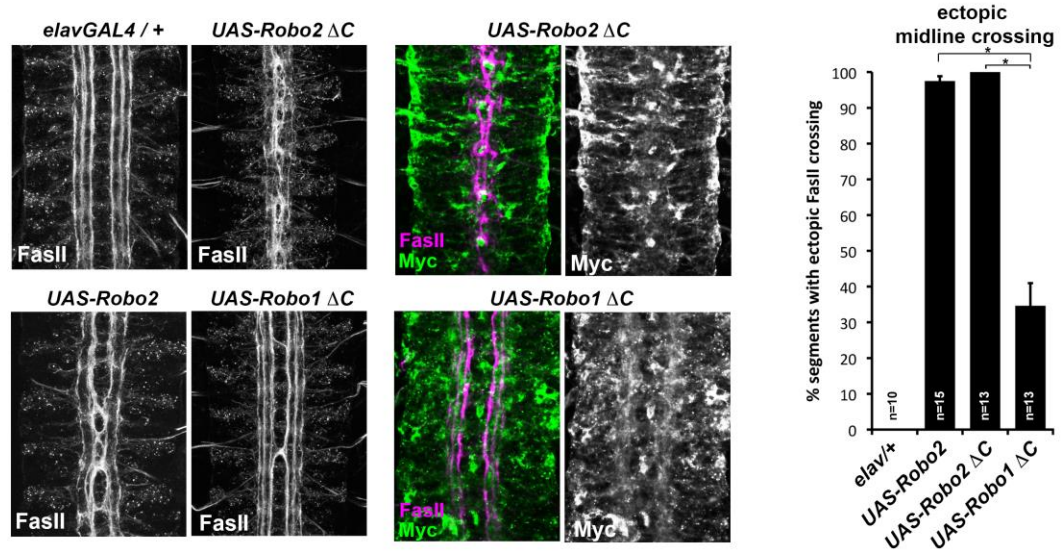 elavGAL4 / +
UAS-Robo2 ΔC
FasII
FasII
UAS-Robo2 ΔC
FasII
Myc
Myc
UAS-Robo2
UAS-Robo1 ΔC
FasII
FasII
UAS-Robo1 ΔC
FasII
Myc
Myc
ectopic
midline crossing
*
*
% segments with ectopic FasII crossing
100
90
80
70
60
50
40
30
20
10
0
n=10
n=15
n=13
n=13
elav/+
UAS-Robo2
UAS-Robo2 ΔC
UAS-Robo1 ΔC